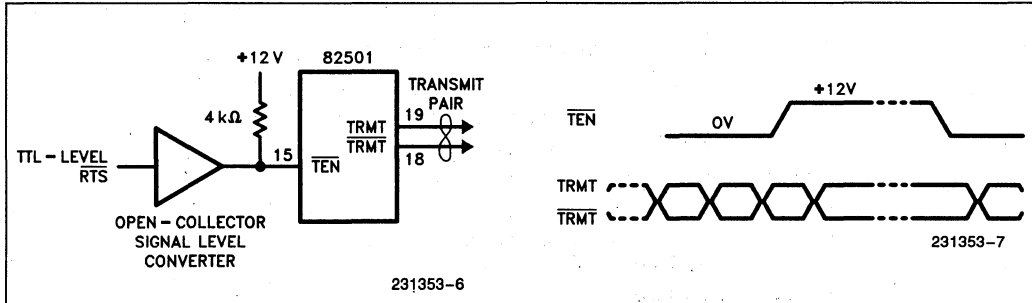 +12 V
82501
TRANSMIT
PAIR
4 kΩ
19
TRMT
TRMT
18
15
TEN
TTL – LEVEL
RTS
OPEN – COLLECTOR
SIGNAL LEVEL
CONVERTER
231353–6
+12V
TEN
0V
TRMT
TRMT
231353–7